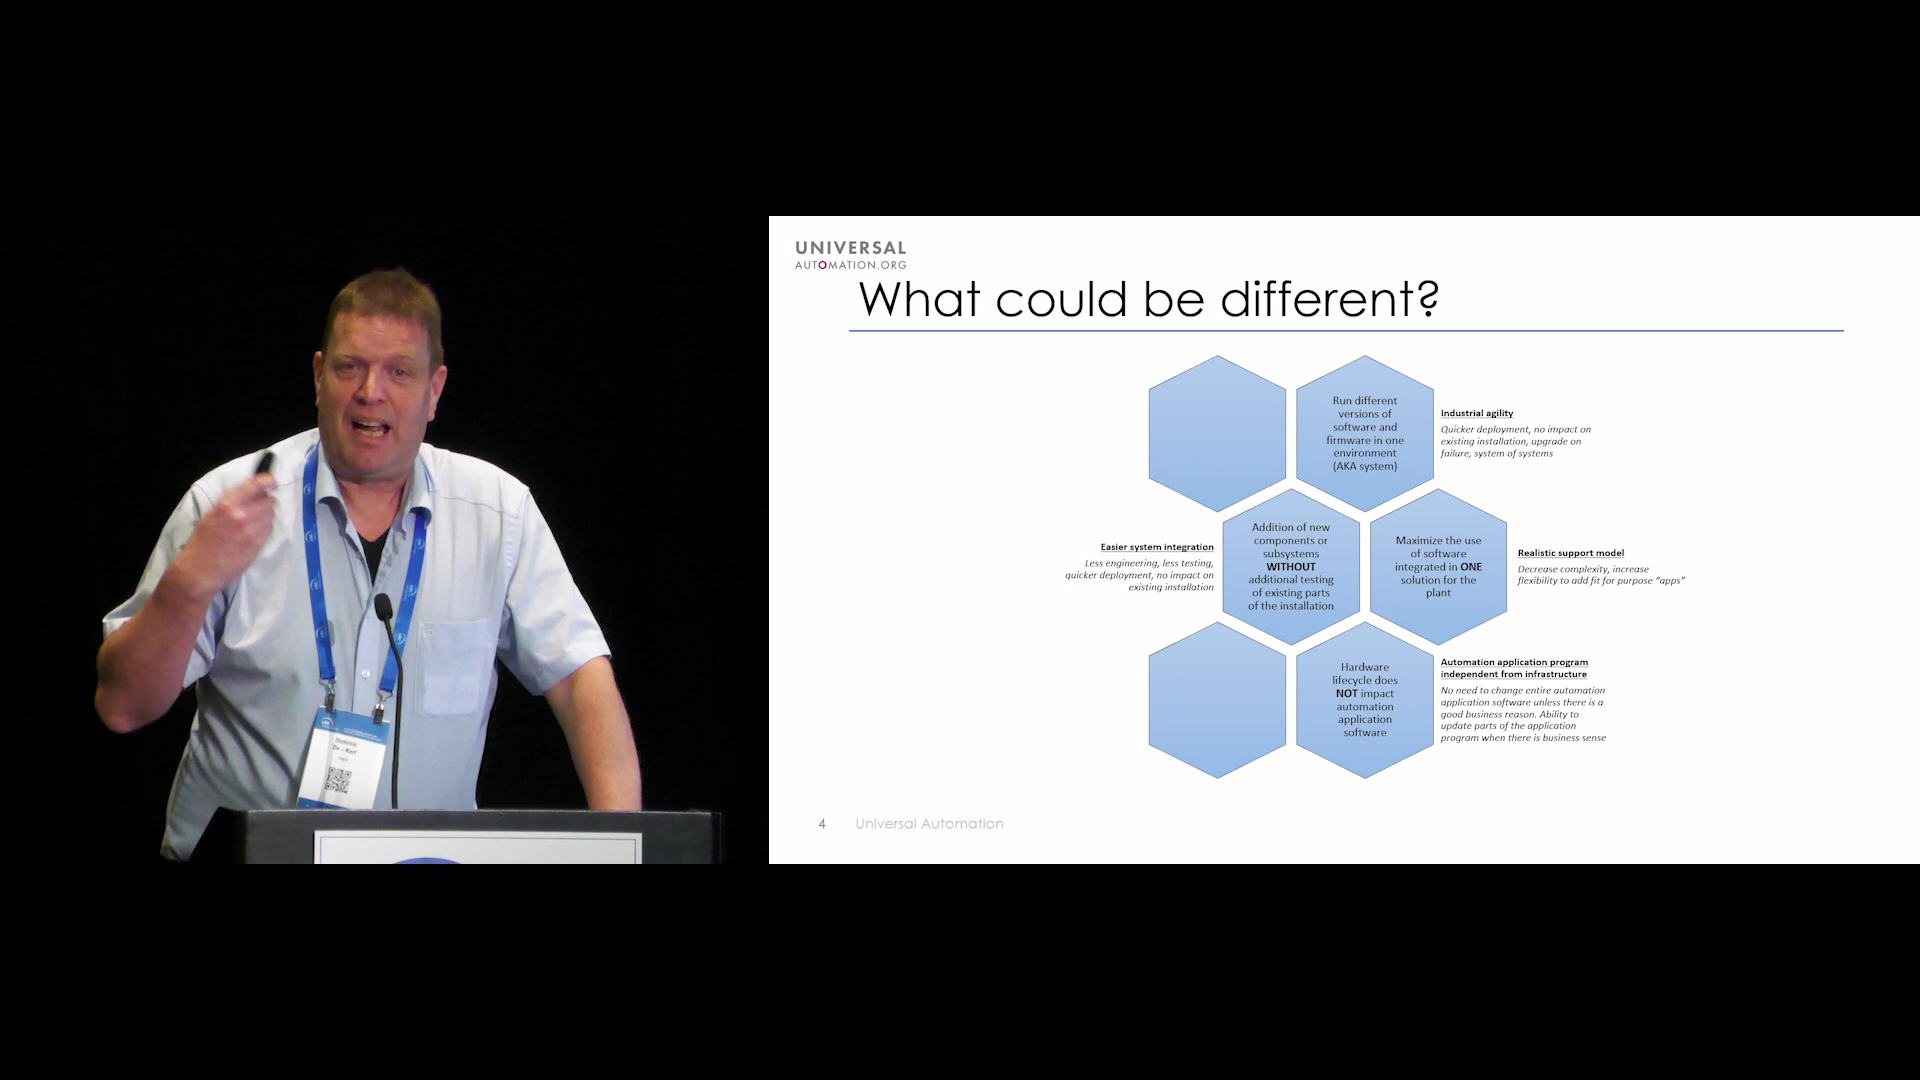 UNIVERSAL
AUTOMATION.ORG
What could be different?
Run different
versions of
software and
firmware in one
environment
(AKA system)
Industrial agility
Quicker deployment, no impact on
existing installation, upgrade on
failure, system of systems
Easier system integration
Less engineering, less testing,
quicker deployment, no impact on
existing installation
Addition of new
components or
subsystems
WITHOUT
additional testing
of existing parts
of the installation
Maximize the use
of software
integrated in ONE
solution for the
plant
Realistic support model
Decrease complexity, increase
flexibility to add fit for purpose “apps”
Hardware
lifecycle does
NOT impact
automation
application
software
Automation application program
independent from infrastructure
No need to change entire automation
application software unless there is a
good business reason. Ability to
update parts of the application
program when there is business sense
4 Universal Automation
Dominic
De - Kerf